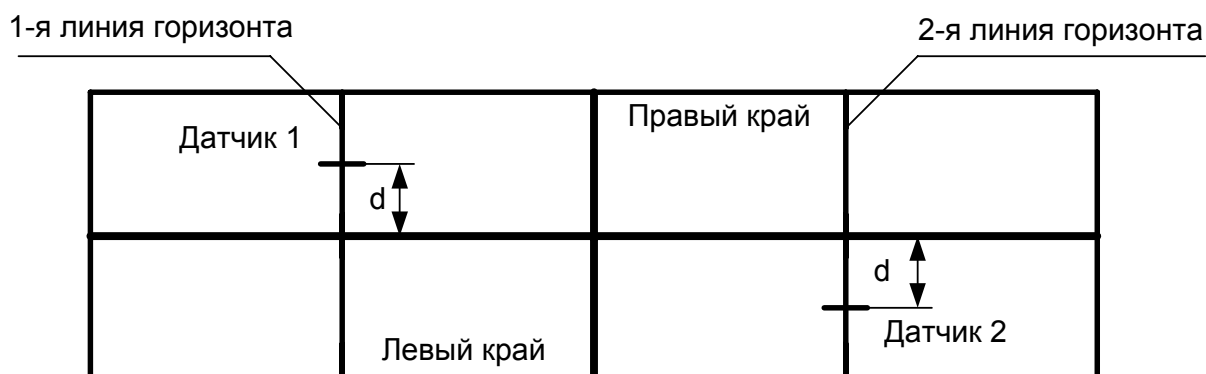 1-я линия горизонта
2-я линия горизонта
Правый край
Датчик 1
d
d
Датчик 2
Левый край